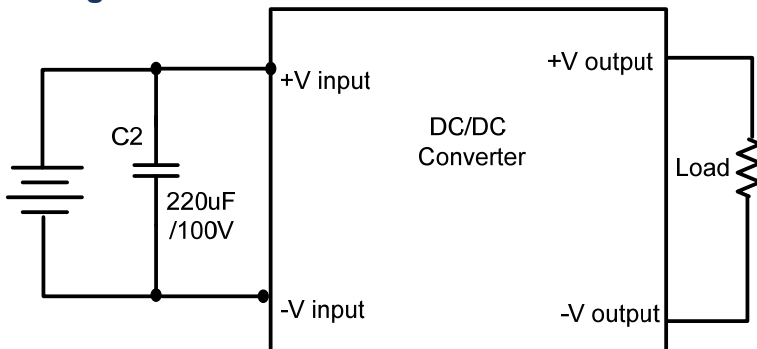 +V input
+V output
C2
DC/DC
Converter
Load
220uF
/100V
-V input
-V output